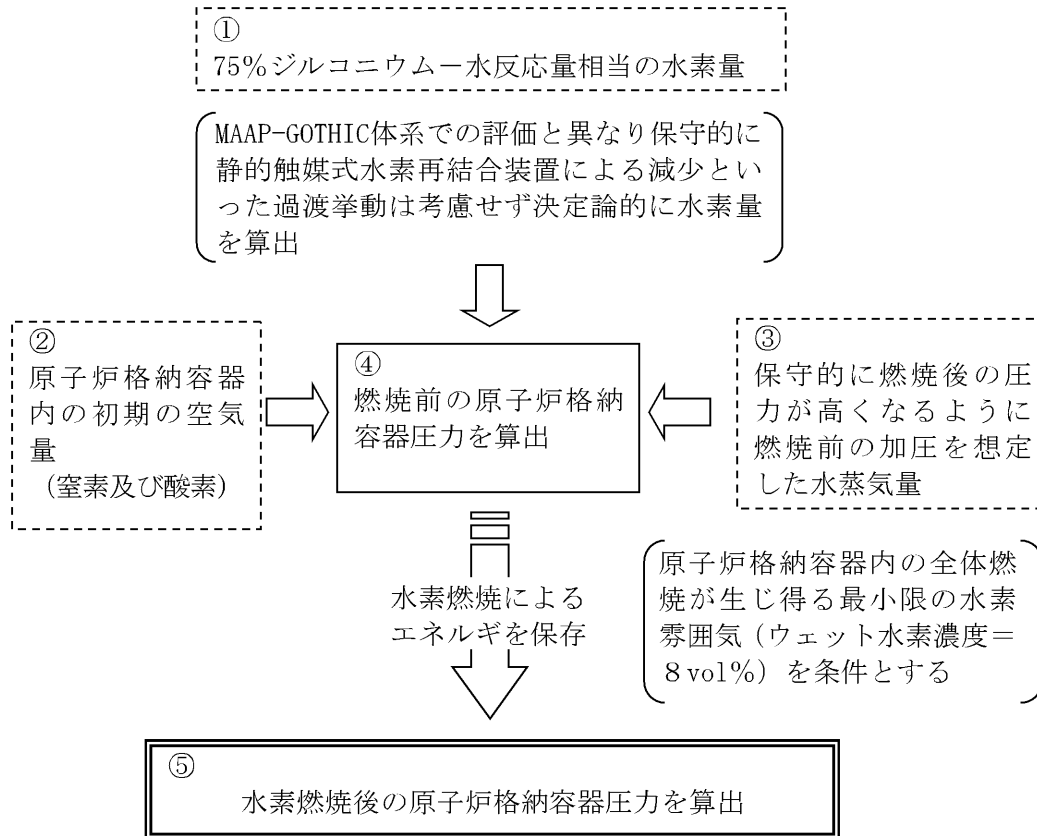 ①
75%ジルコニウム－水反応量相当の水素量
MAAP-GOTHIC体系での評価と異なり保守的に
静的触媒式水素再結合装置による減少とい
った過渡挙動は考慮せず決定論的に水素量
を算出
②
原子炉格納容器
内の初期の空気
量
（窒素及び酸素）
④
燃焼前の原子炉格納
容器圧力を算出
③
保守的に燃焼後の圧
力が高くなるように
燃焼前の加圧を想定
した水蒸気量
水素燃焼による
エネルギを保存
原子炉格納容器内の全体燃
焼が生じ得る最小限の水素
雰囲気（ウェット水素濃度＝
８vol%）を条件とする
⑤
水素燃焼後の原子炉格納容器圧力を算出